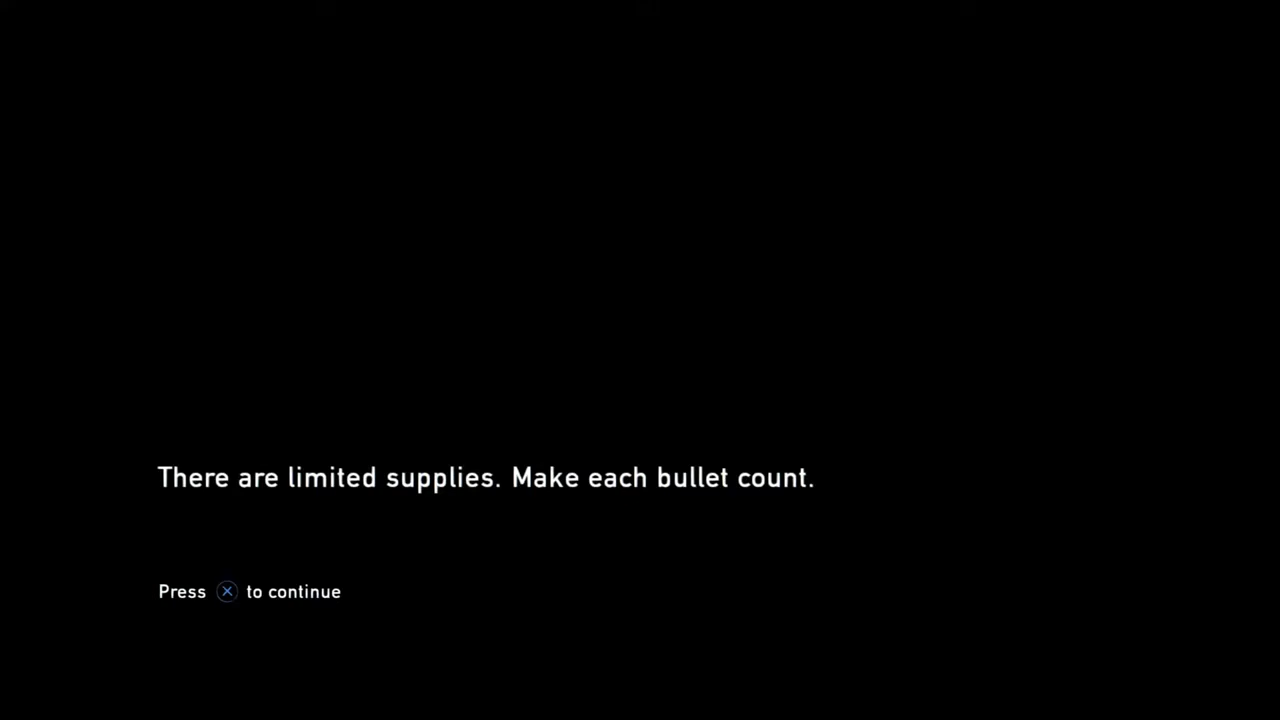 There are limited supplies. Make each bullet count.
Press ⓧ to continue